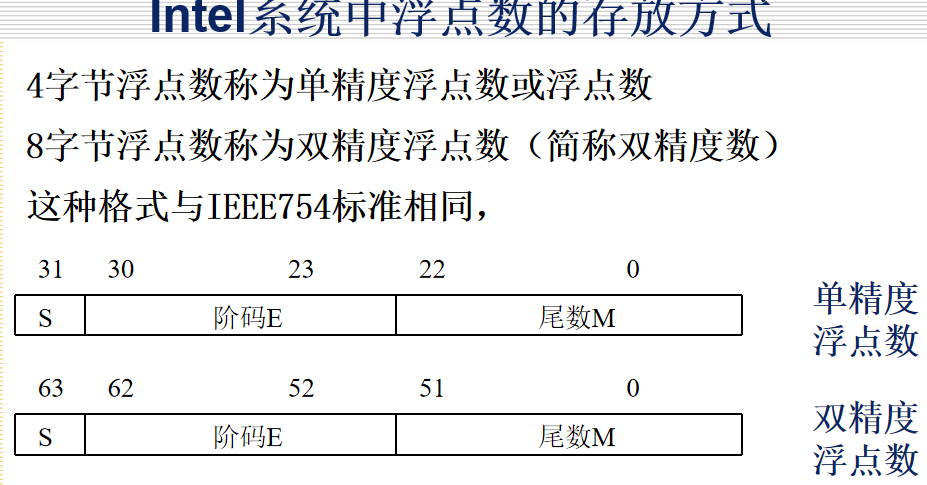 Intel系统中浮点数的存放方式
4字节浮点数称为单精度浮点数或浮点数
8字节浮点数称为双精度浮点数（简称双精度数）
这种格式与IEEE754标准相同，
31 30 23 22 0
S 阶码E 尾数M
单精度
浮点数
63 62 52 51 0
S 阶码E 尾数M
双精度
浮点数